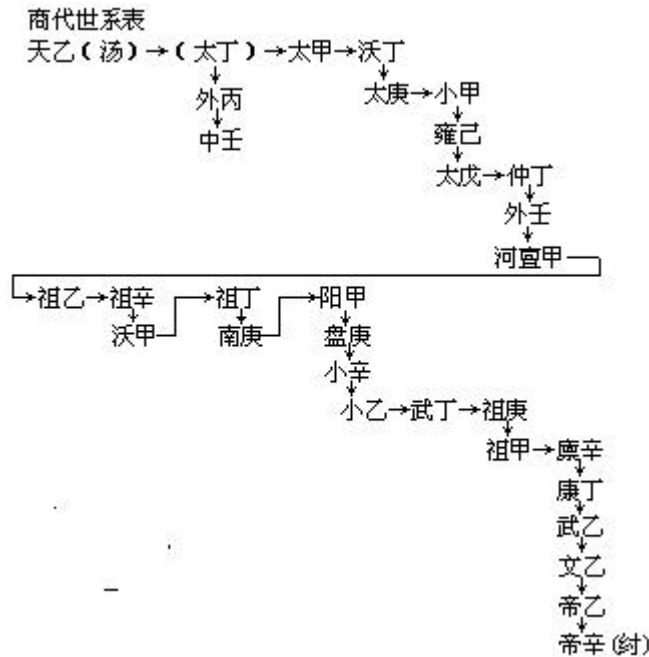 商代世系表
天乙(汤)→(太丁)→太甲→沃丁
外丙
太庚→小甲
中壬
雍己
太戊→仲丁
外壬
河亶甲
祖乙→祖辛
祖丁
阳甲
沃甲
南庚
盘庚
小辛
小乙→武丁→祖庚
祖甲→廪辛
康丁
武乙
文乙
帝乙
帝辛(纣)